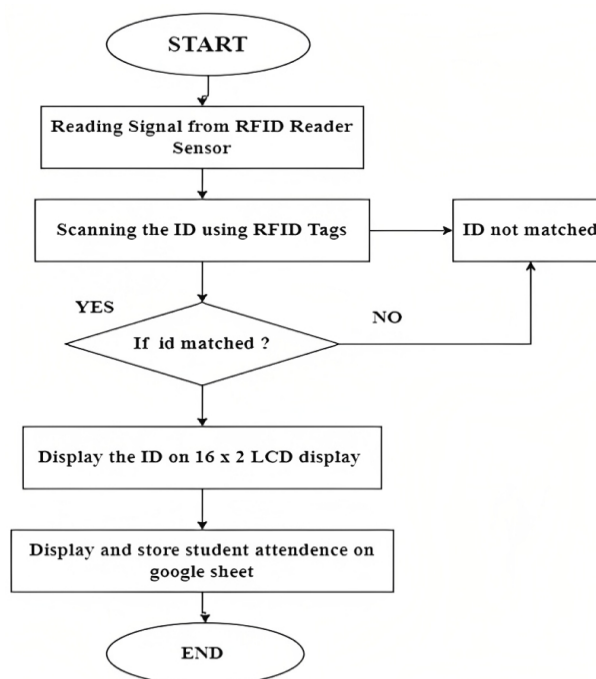 START
Reading Signal from RFID Reader
Sensor
Scanning the ID using RFID Tags
ID not matched
YES
NO
If id matched ?
Display the ID on 16 x 2 LCD display
Display and store student attendence on
google sheet
END